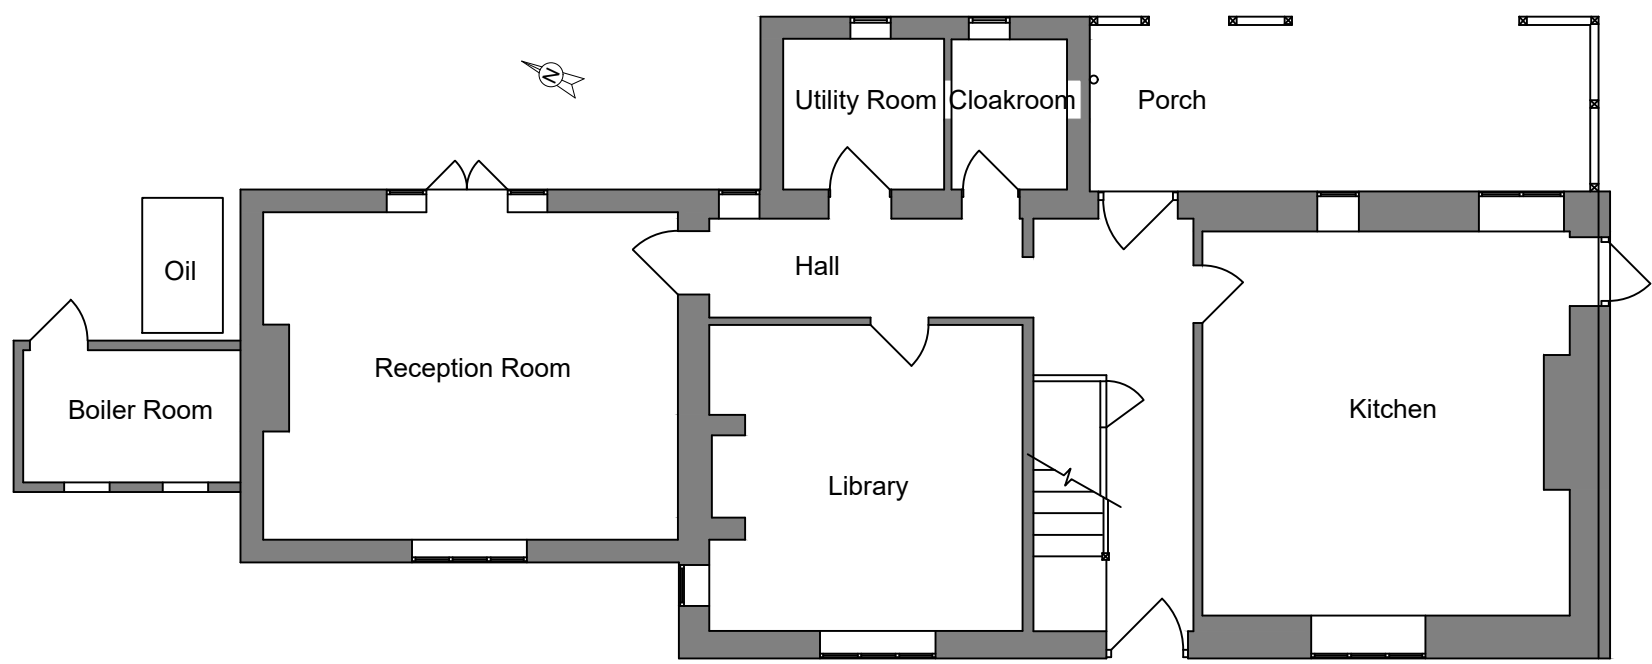 N
Utility Room
Cloakroom
Porch
Oil
Hall
Reception Room
Boiler Room
Kitchen
Library